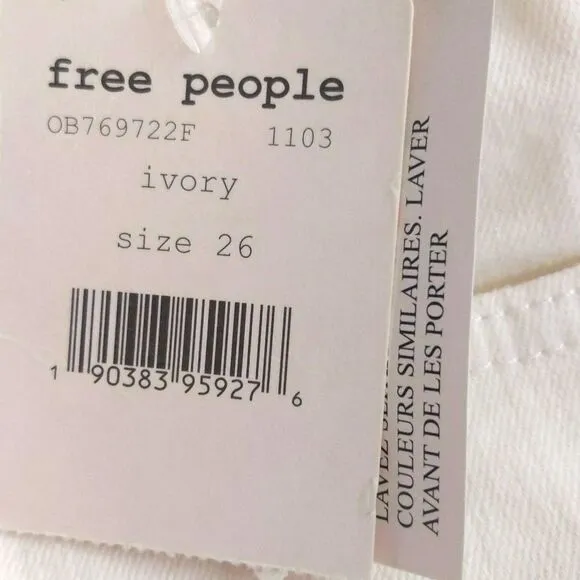 free people
OB769722F 1103
ivory
size 26
1 90383 95927 6
COULEURS SIMILAIRES. LAVER
AVANT DE LES PORTER